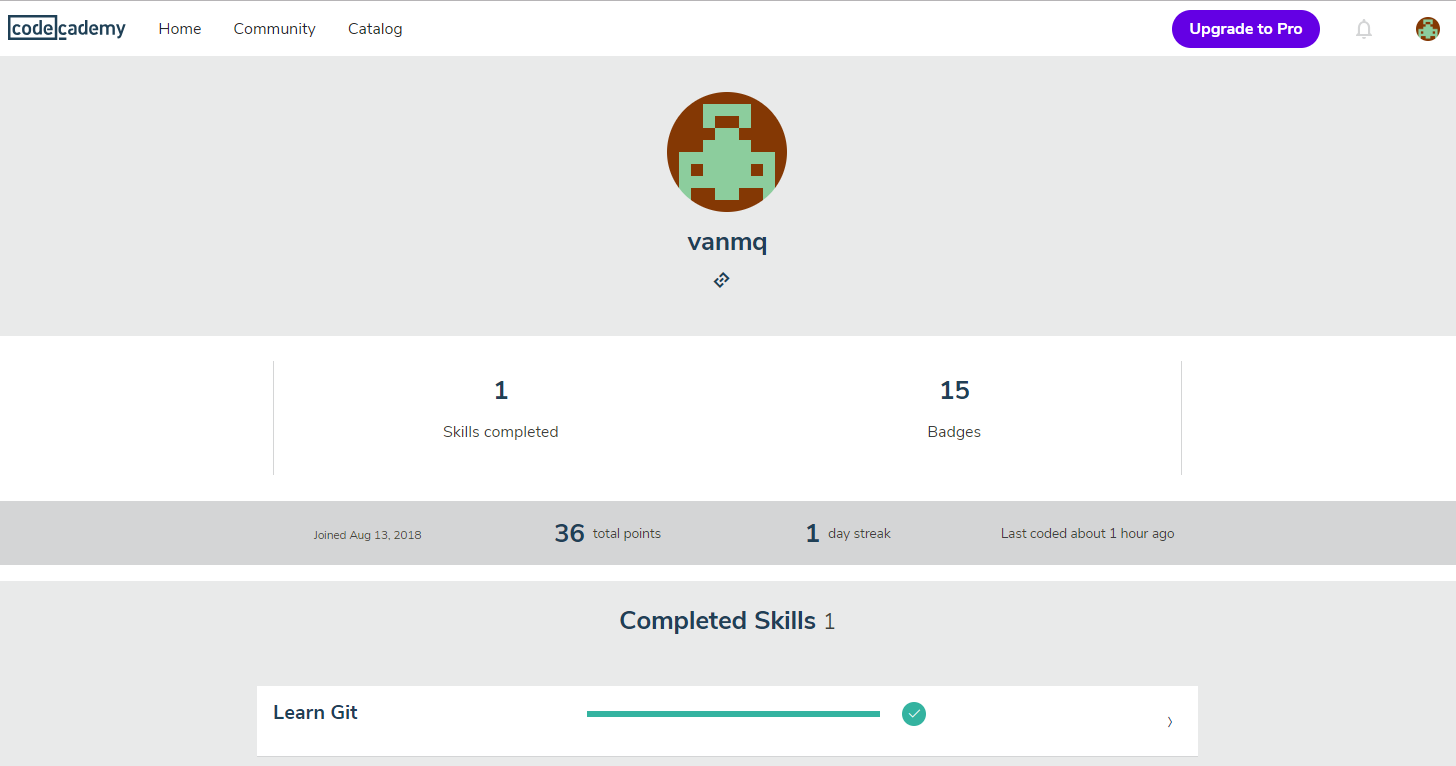 codecademy
Home
Community
Catalog
Upgrade to Pro
vanmq
1
Skills completed
15
Badges
Joined Aug 13, 2018
36 total points
1 day streak
Last coded about 1 hour ago
Completed Skills 1
Learn Git